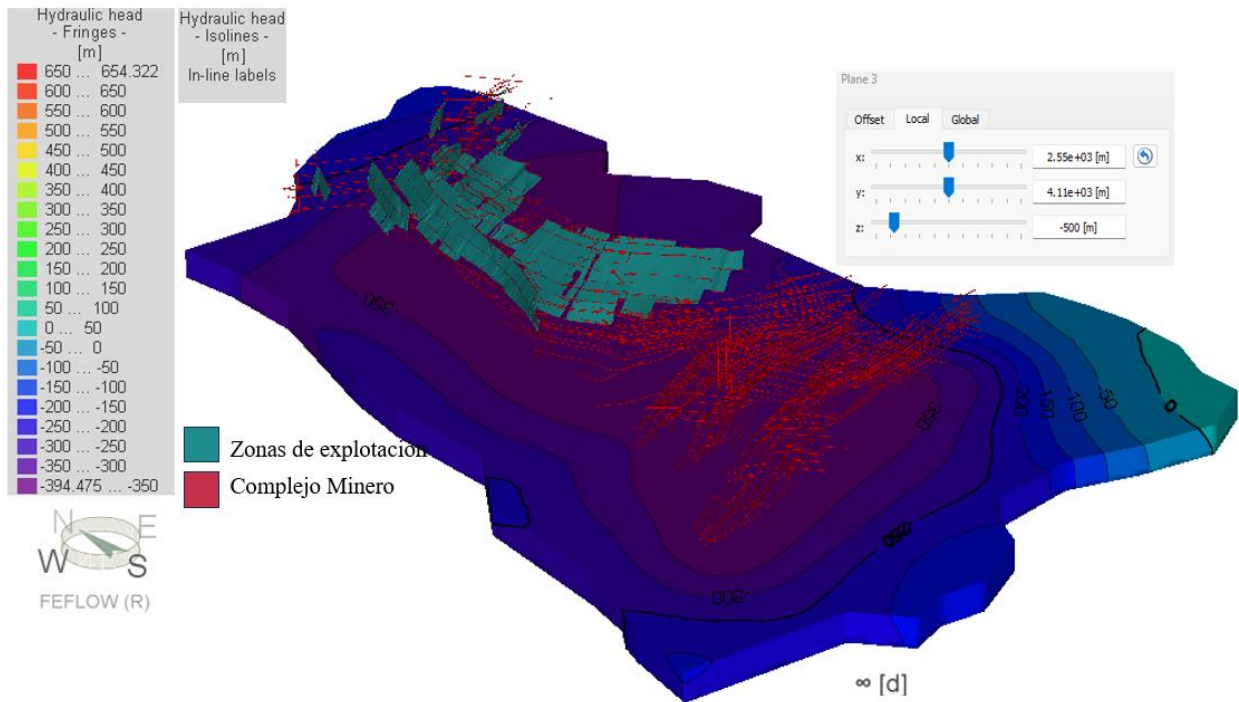 Hydraulic head
- Fringes -
[m]
650 ... 654.322
600 ... 650
550 ... 600
500 ... 550
450 ... 500
400 ... 450
350 ... 400
300 ... 350
250 ... 300
200 ... 250
150 ... 200
100 ... 150
50 ... 100
0 ... 50
-50 ... 0
-100 ... -50
-150 ... -100
-200 ... -150
-250 ... -200
-300 ... -250
-350 ... -300
-394.475 ... -350
Hydraulic head
- Isolines -
[m]
In-line labels
Plane 3
Offset Local Global
x: 2.55e+03 [m]
y: 4.11e+03 [m]
z: -500 [m]
Zonas de explotación
Complejo Minero
-350
-350
-200
-150
-100
-50
0
-250
-300
N E
W S
FEFLOW (R)
∞ [d]